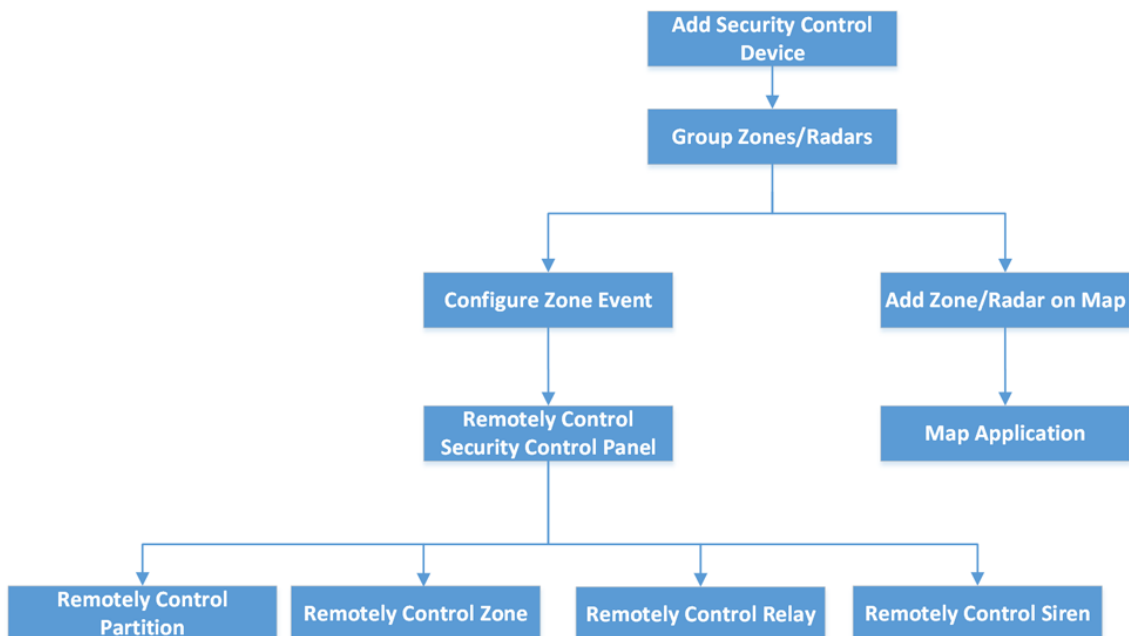 Add Security Control
Device
Group Zones/Radars
Configure Zone Event
Add Zone/Radar on Map
Remotely Control
Security Control Panel
Map Application
Remotely Control
Partition
Remotely Control Zone
Remotely Control Relay
Remotely Control Siren